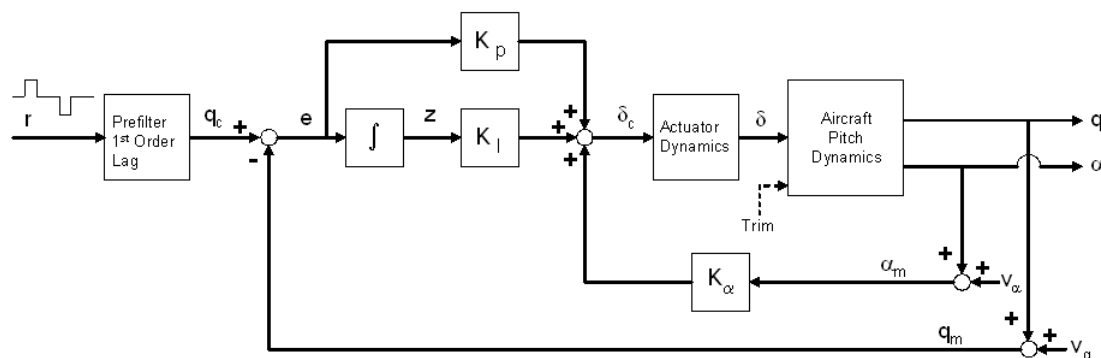 K p
r
Prefilter
1st Order
Lag
q c
+
-
e
∫
z
K I
+
+
+
δ c
Actuator
Dynamics
δ
Aircraft
Pitch
Dynamics
q
α
Trim
K α
α m
+
+
v α
q m
+
+
v q